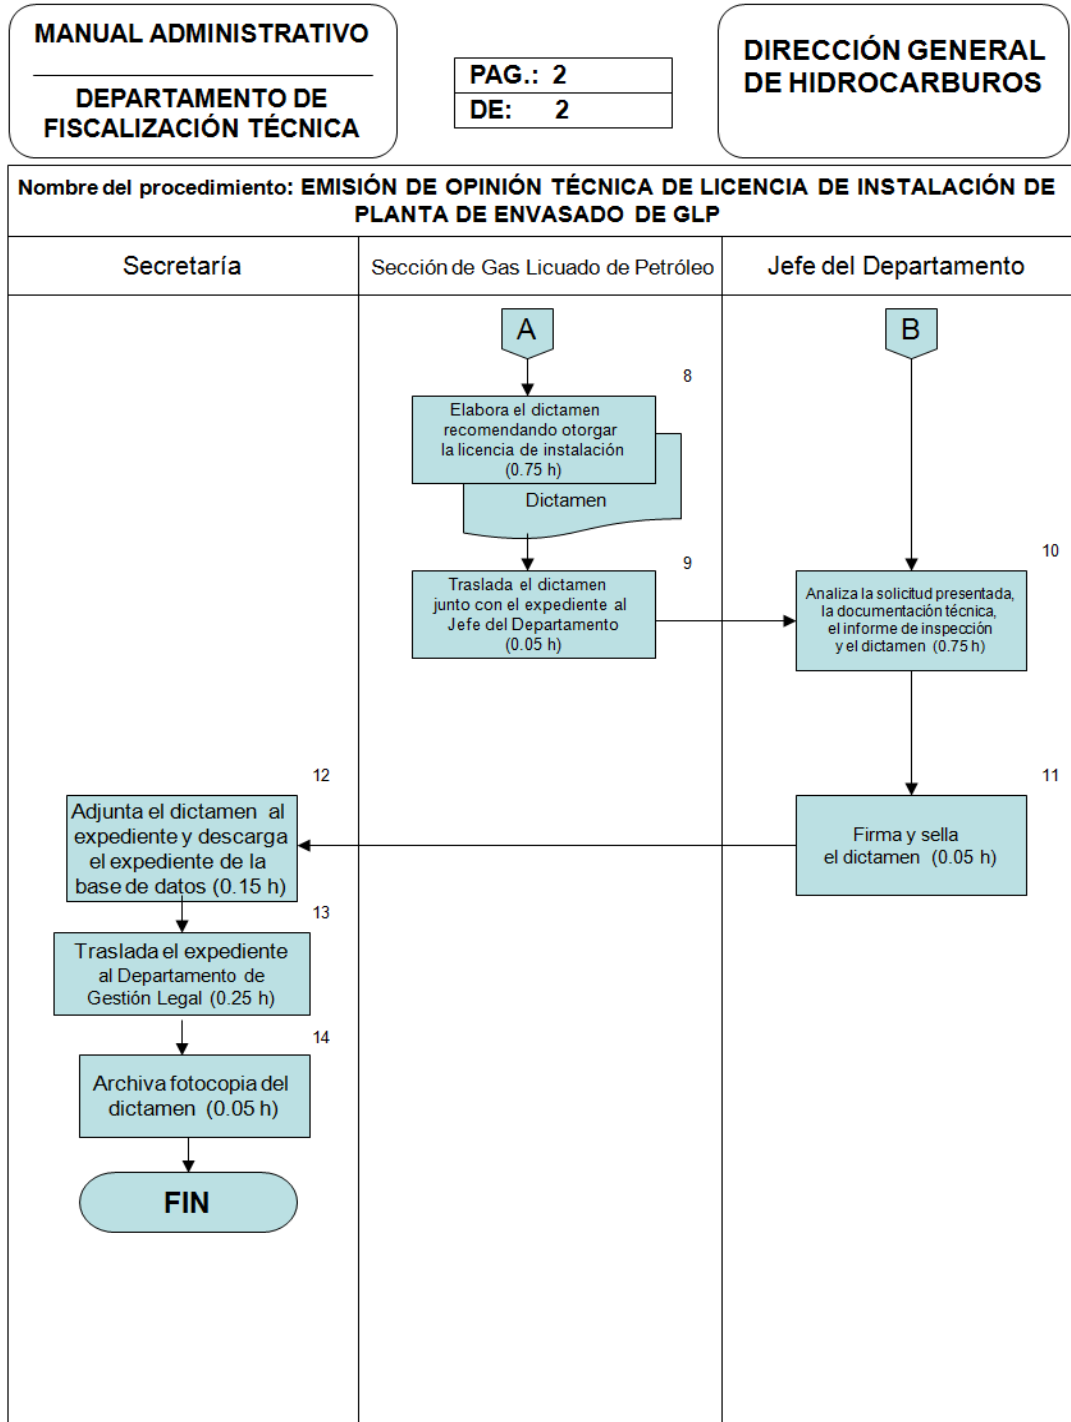 MANUAL ADMINISTRATIVO
DEPARTAMENTO DE
FISCALIZACIÓN TÉCNICA
PAG.: 2
DE: 2
DIRECCIÓN GENERAL
DE HIDROCARBUROS
Nombre del procedimiento: EMISIÓN DE OPINIÓN TÉCNICA DE LICENCIA DE INSTALACIÓN DE
PLANTA DE ENVASADO DE GLP
Secretaría
Sección de Gas Licuado de Petróleo
Jefe del Departamento
A
B
8
Elabora el dictamen
recomendando otorgar
la licencia de instalación
(0.75 h)
Dictamen
9
Traslada el dictamen
junto con el expediente al
Jefe del Departamento
(0.05 h)
10
Analiza la solicitud presentada,
la documentación técnica,
el informe de inspección
y el dictamen (0.75 h)
11
Firma y sella
el dictamen (0.05 h)
12
Adjunta el dictamen al
expediente y descarga
el expediente de la
base de datos (0.15 h)
13
Traslada el expediente
al Departamento de
Gestión Legal (0.25 h)
14
Archiva fotocopia del
dictamen (0.05 h)
FIN